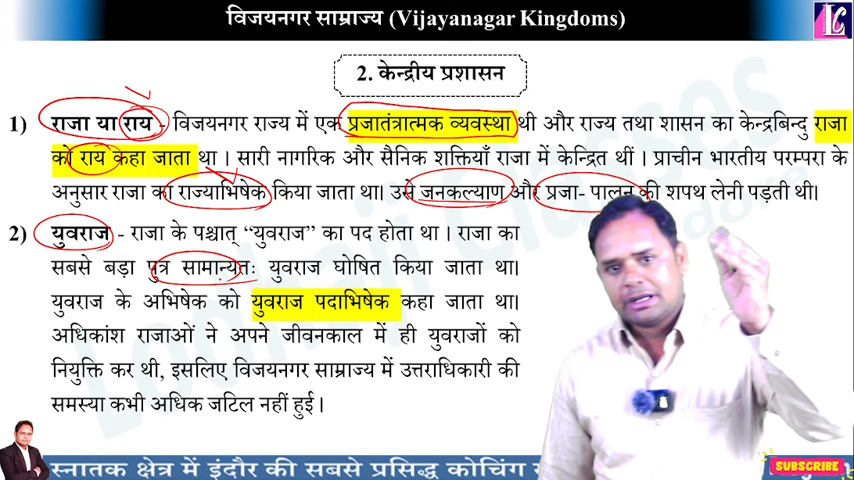 विजयनगर साम्राज्य (Vijayanagar Kingdoms)
2. केन्द्रीय प्रशासन
1) राजा या राय - विजयनगर राज्य में एक प्रजातंत्रात्मक व्यवस्था थी और राज्य तथा शासन का केन्द्रबिन्दु राजा
को राय कहा जाता था। सारी नागरिक और सैनिक शक्तियाँ राजा में केन्द्रित थीं। प्राचीन भारतीय परम्परा के
अनुसार राजा का राज्याभिषेक किया जाता था। उसे जनकल्याण और प्रजा- पालन की शपथ लेनी पड़ती थी।
2) युवराज - राजा के पश्चात् “युवराज” का पद होता था। राजा का
सबसे बड़ा पुत्र सामान्यतः युवराज घोषित किया जाता था।
युवराज के अभिषेक को युवराज पदाभिषेक कहा जाता था।
अधिकांश राजाओं ने अपने जीवनकाल में ही युवराजों को
नियुक्ति कर थी, इसलिए विजयनगर साम्राज्य में उत्तराधिकारी की
समस्या कभी अधिक जटिल नहीं हुई।
स्नातक क्षेत्र में इंदौर की सबसे प्रसिद्ध कोचिंग
SUBSCRIBE